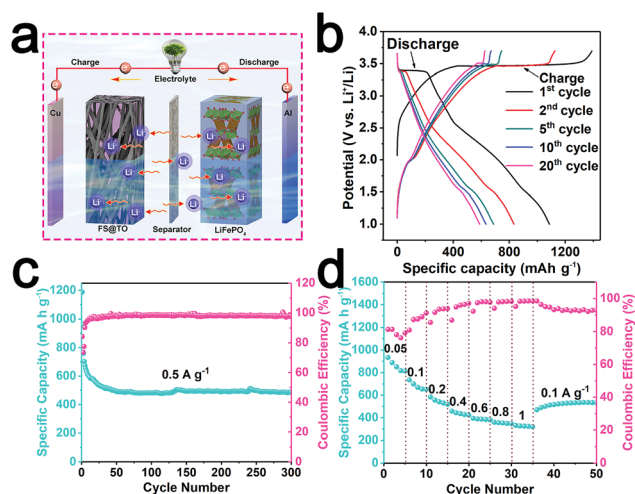 a
Charge
Electrolyte
Discharge
e
e
e
e
Cu
Al
Li
Li
Li
Li
Li
Li
Li
Li
Li
Li
FS@TO
Separator
LiFePO₄
b
Potential (V vs. Li⁺/Li)
4.0
3.5
3.0
2.5
2.0
1.5
1.0
Discharge
Charge
1ˢᵗ cycle
2ⁿᵈ cycle
5ᵗʰ cycle
10ᵗʰ cycle
20ᵗʰ cycle
0 400 800 1200
Specific capacity (mAh g⁻¹)
c
Specific Capacity (mA h g⁻¹)
1200
1000
800
600
400
200
0
0.5 A g⁻¹
120
100
80
60
40
20
0
Coulombic Efficiency (%)
0 50 100 150 200 250 300
Cycle Number
d
Specific Capacity (mA h g⁻¹)
1600
1400
1200
1000
800
600
400
200
0
0.05
0.1
0.2
0.4
0.6
0.8
1
0.1 A g⁻¹
100
80
60
40
20
0
Coulombic Efficiency (%)
0 10 20 30 40 50
Cycle Number